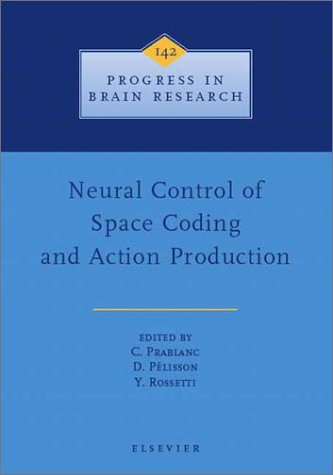 142
PROGRESS IN
BRAIN RESEARCH
Neural Control of
Space Coding
and Action Production
EDITED BY
C. PRABLANC
D. PÉLISSON
Y. ROSSETTI
ELSEVIER